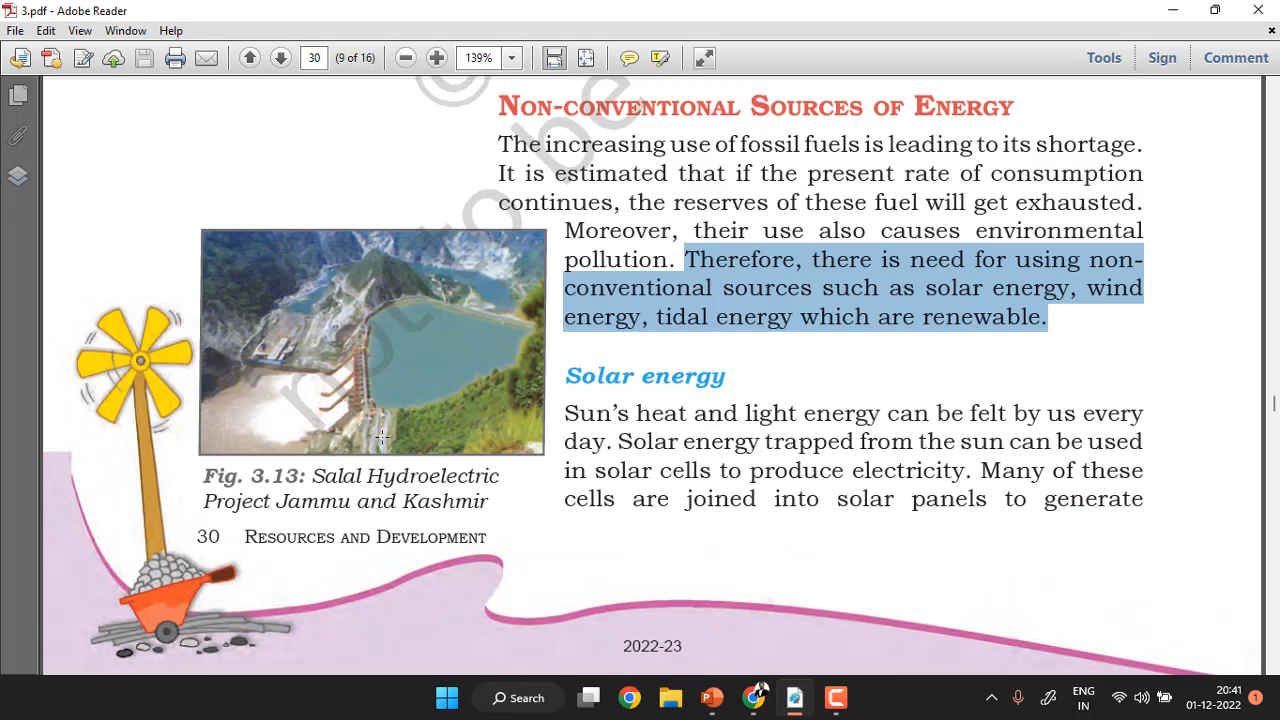 3.pdf - Adobe Reader
File Edit View Window Help
30 (9 of 16) 139% Tools Sign Comment
© not to be
NON-CONVENTIONAL SOURCES OF ENERGY
The increasing use of fossil fuels is leading to its shortage.
It is estimated that if the present rate of consumption
continues, the reserves of these fuel will get exhausted.
Moreover, their use also causes environmental
pollution. Therefore, there is need for using non-
conventional sources such as solar energy, wind
energy, tidal energy which are renewable.
Solar energy
Sun's heat and light energy can be felt by us every
day. Solar energy trapped from the sun can be used
in solar cells to produce electricity. Many of these
cells are joined into solar panels to generate
Fig. 3.13: Salal Hydroelectric
Project Jammu and Kashmir
30 RESOURCES AND DEVELOPMENT
2022-23
Search
ENG
IN
20:41
01-12-2022
1